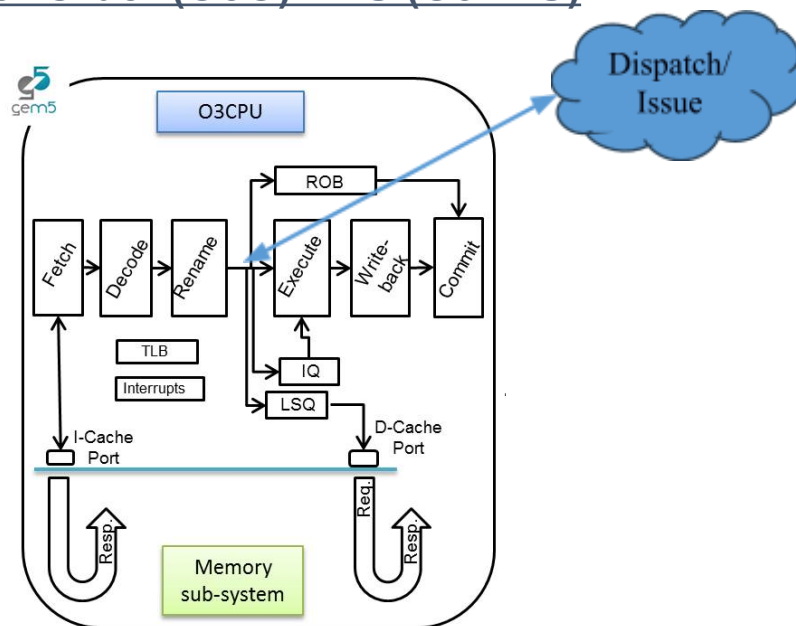 gem5
O3CPU
Dispatch/
Issue
ROB
Fetch
Decode
Rename
Execute
Write-
back
Commit
TLB
Interrupts
IQ
LSQ
I-Cache
Port
D-Cache
Port
Resp.
Req.
Resp.
Memory
sub-system